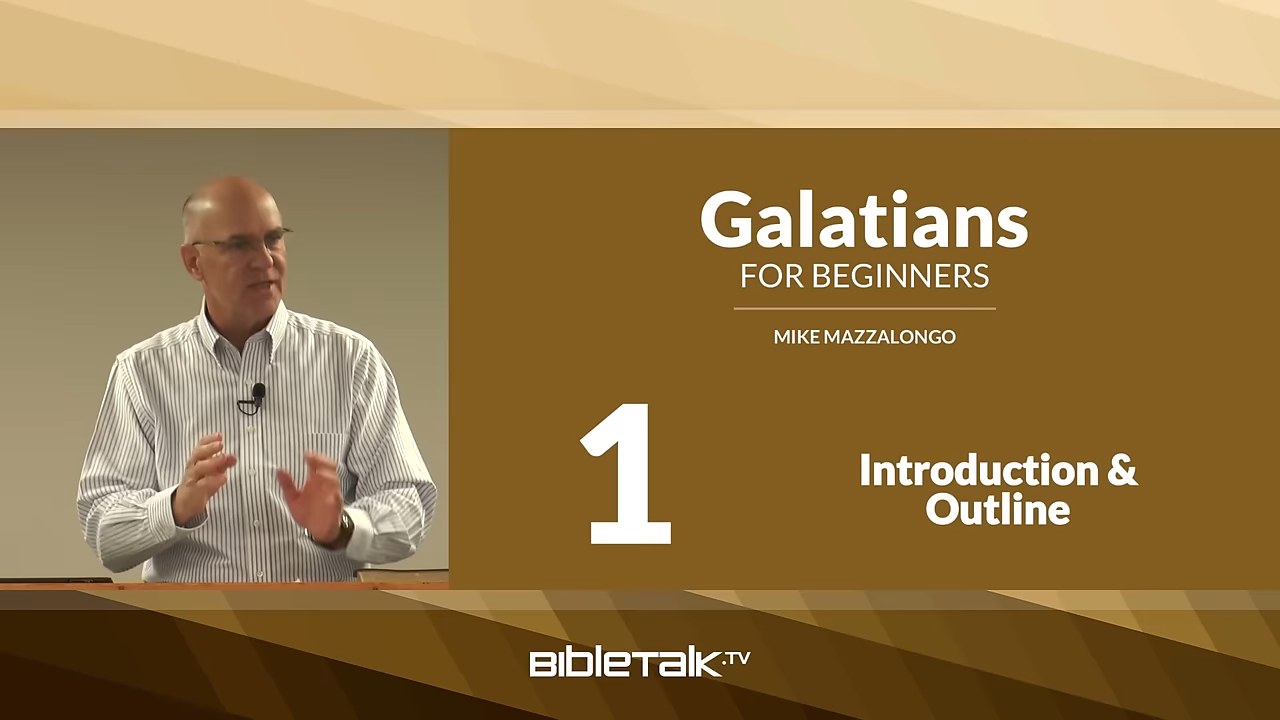 Galatians
FOR BEGINNERS
MIKE MAZZALONGO
1
Introduction &
Outline
BIBLETALK.TV